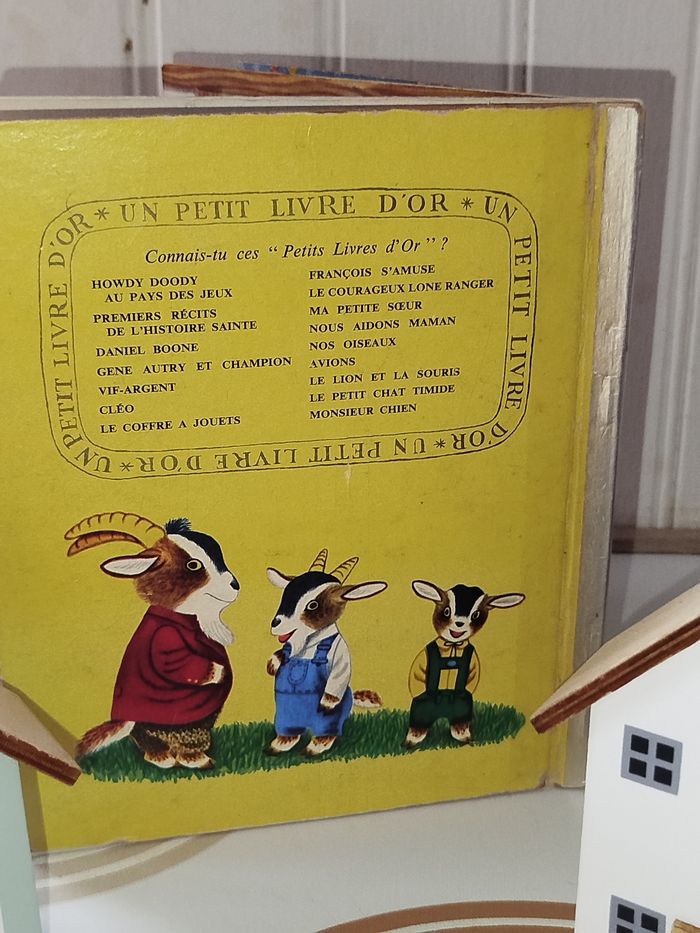 * UN PETIT LIVRE D'OR * UN PETIT LIVRE D'OR * UN PETIT LIVRE D'OR * UN PETIT LIVRE D'OR
Connais-tu ces “ Petits Livres d'Or ” ?
HOWDY DOODY
AU PAYS DES JEUX
PREMIERS RÉCITS
DE L'HISTOIRE SAINTE
DANIEL BOONE
GENE AUTRY ET CHAMPION
VIF-ARGENT
CLÉO
LE COFFRE A JOUETS
FRANÇOIS S'AMUSE
LE COURAGEUX LONE RANGER
MA PETITE SŒUR
NOUS AIDONS MAMAN
NOS OISEAUX
AVIONS
LE LION ET LA SOURIS
LE PETIT CHAT TIMIDE
MONSIEUR CHIEN